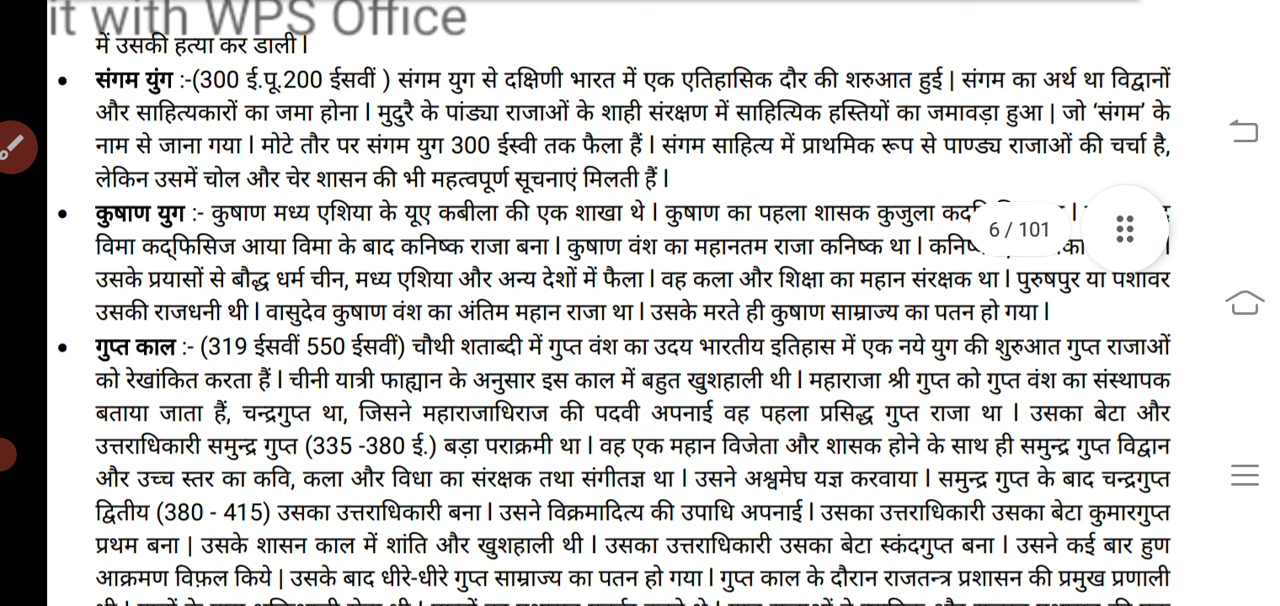 it with WPS Office
में उसकी हत्या कर डाली |
• संगम युंग :-(300 ई.पू.200 ईसवीं ) संगम युग से दक्षिणी भारत में एक एतिहासिक दौर की शरुआत हुई | संगम का अर्थ था विद्वानों
और साहित्यकारों का जमा होना | मुदुरै के पांड्या राजाओं के शाही संरक्षण में साहित्यिक हस्तियों का जमावड़ा हुआ | जो ‘संगम’ के
नाम से जाना गया | मोटे तौर पर संगम युग 300 ईस्वी तक फैला हैं | संगम साहित्य में प्राथमिक रूप से पाण्ड्य राजाओं की चर्चा है,
लेकिन उसमें चोल और चेर शासन की भी महत्वपूर्ण सूचनाएं मिलती हैं |
• कुषाण युग :- कुषाण मध्य एशिया के यूए कबीला की एक शाखा थे | कुषाण का पहला शासक कुजुला |
6 / 101
विमा कद्फिसिज आया विमा के बाद कनिष्क राजा बना | कुषाण वंश का महानतम राजा कनिष्क था |
उसके प्रयासों से बौद्ध धर्म चीन, मध्य एशिया और अन्य देशों में फैला | वह कला और शिक्षा का महान संरक्षक था | पुरुषपुर या पेशावर
उसकी राजधनी थी | वासुदेव कुषाण वंश का अंतिम महान राजा था | उसके मरते ही कुषाण साम्राज्य का पतन हो गया |
• गुप्त काल :- (319 ईसवीं 550 ईसवीं) चौथी शताब्दी में गुप्त वंश का उदय भारतीय इतिहास में एक नये युग की शुरुआत गुप्त राजाओं
को रेखांकित करता हैं | चीनी यात्री फाह्यान के अनुसार इस काल में बहुत खुशहाली थी | महाराजा श्री गुप्त को गुप्त वंश का संस्थापक
बताया जाता हैं, चन्द्रगुप्त था, जिसने महाराजाधिराज की पदवी अपनाई वह पहला प्रसिद्ध गुप्त राजा था | उसका बेटा और
उत्तराधिकारी समुन्द्र गुप्त (335 -380 ई.) बड़ा पराक्रमी था | वह एक महान विजेता और शासक होने के साथ ही समुन्द्र गुप्त विद्वान
और उच्च स्तर का कवि, कला और विधा का संरक्षक तथा संगीतज्ञ था | उसने अश्वमेघ यज्ञ करवाया | समुन्द्र गुप्त के बाद चन्द्रगुप्त
द्वितीय (380 - 415) उसका उत्तराधिकारी बना | उसने विक्रमादित्य की उपाधि अपनाई | उसका उत्तराधिकारी उसका बेटा कुमारगुप्त
प्रथम बना | उसके शासन काल में शांति और खुशहाली थी | उसका उत्तराधिकारी उसका बेटा स्कंदगुप्त बना | उसने कई बार हुण
आक्रमण विफ़ल किये | उसके बाद धीरे-धीरे गुप्त साम्राज्य का पतन हो गया | गुप्त काल के दौरान राजतन्त्र प्रशासन की प्रमुख प्रणाली